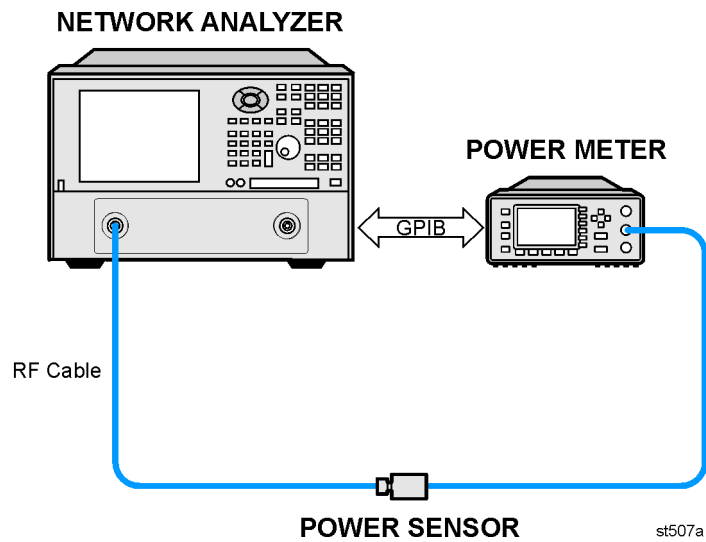 NETWORK ANALYZER
POWER METER
GPIB
RF Cable
POWER SENSOR
st507a